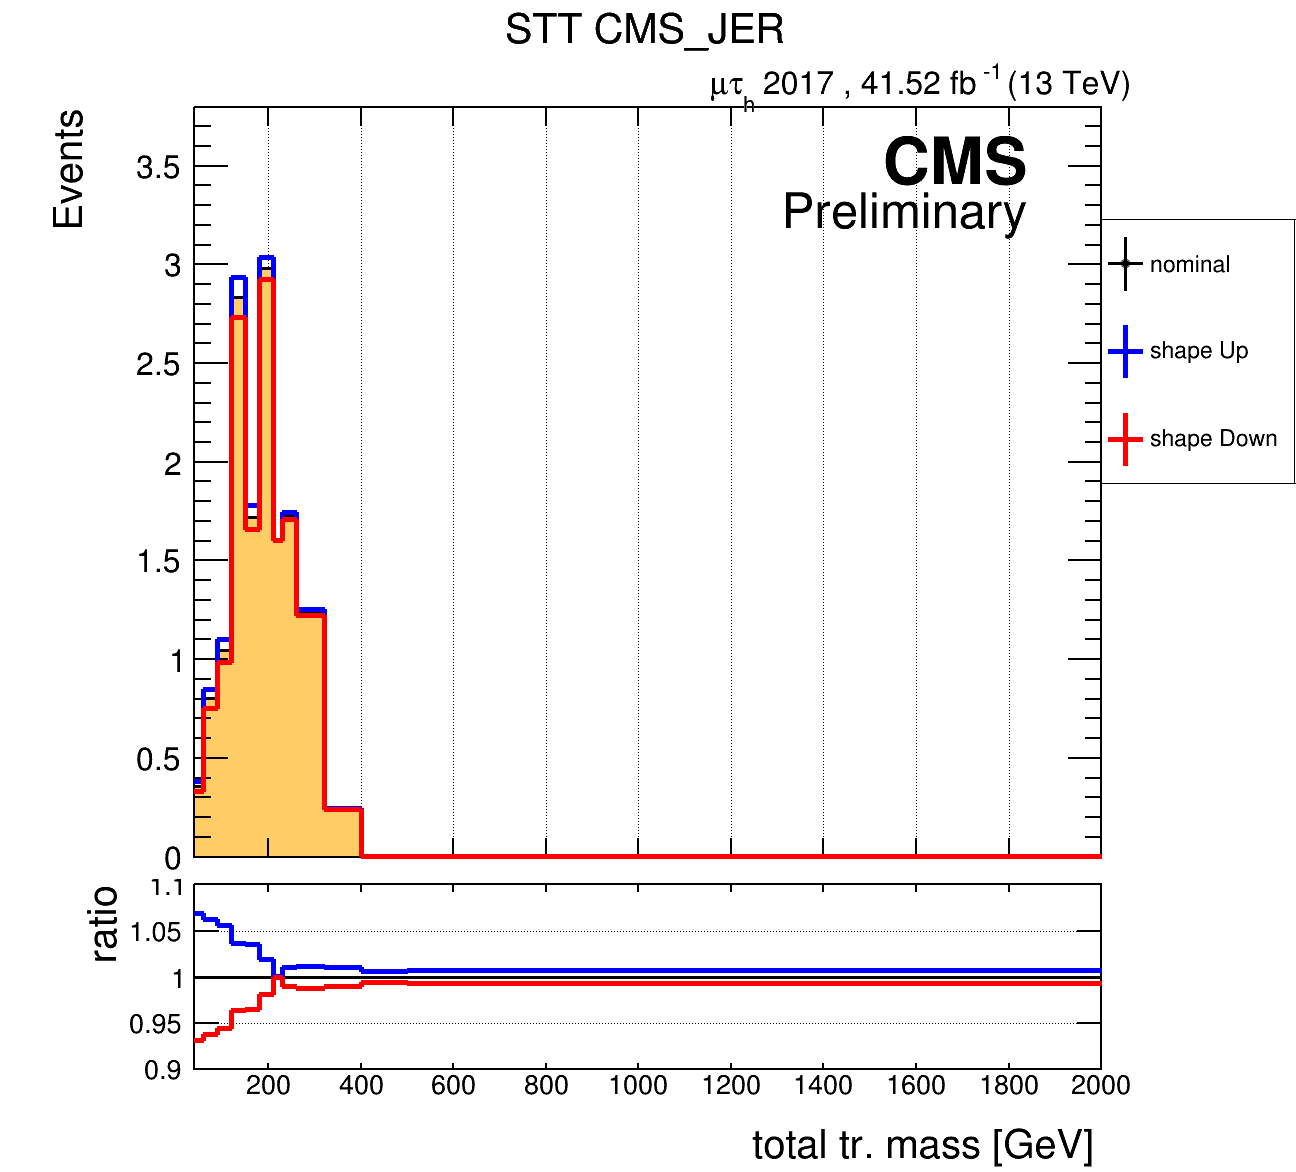 STT CMS_JER
μτh 2017 , 41.52 fb-1 (13 TeV)
Events
CMS
Preliminary
3.5
3
2.5
2
1.5
1
0.5
0
nominal
shape Up
shape Down
ratio
1.1
1.05
1
0.95
0.9
200 400 600 800 1000 1200 1400 1600 1800 2000
total tr. mass [GeV]